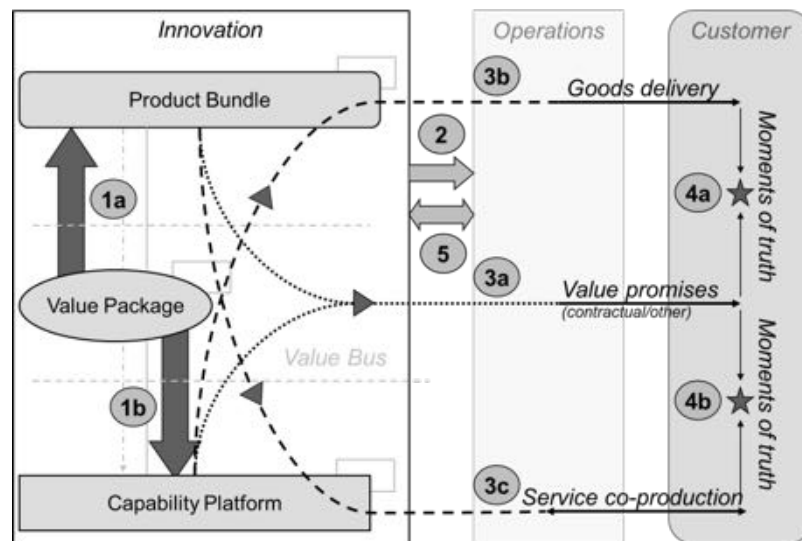 Innovation
Operations
Customer
Product Bundle
3b
Goods delivery
2
1a
4a
Moments of truth
5
3a
Value Package
Value promises
(contractual/other)
Value Bus
1b
4b
Moments of truth
3c
Capability Platform
Service co-production